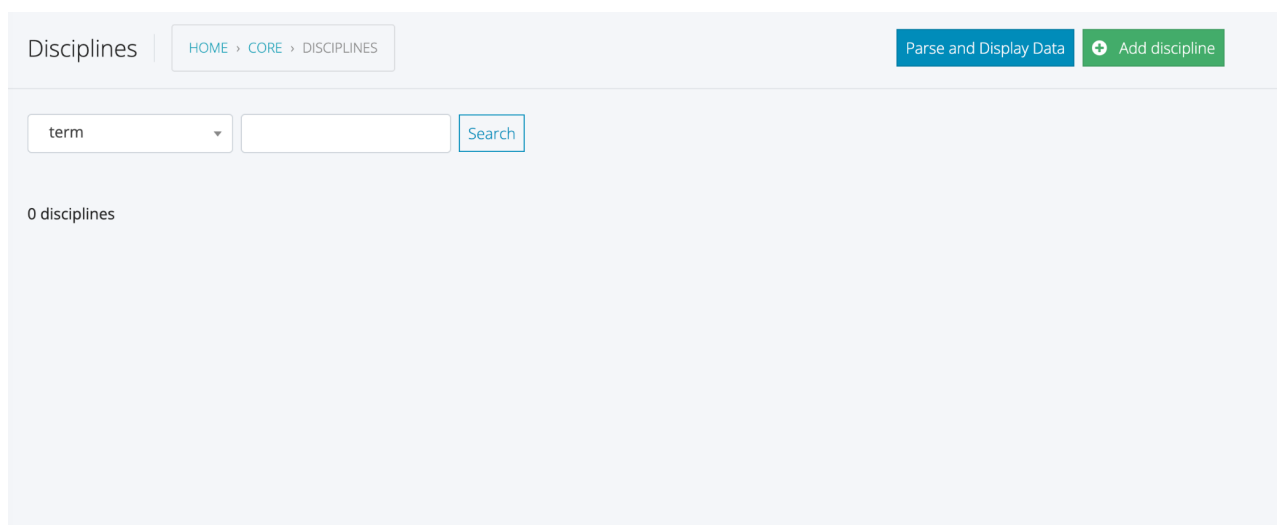 Disciplines HOME › CORE › DISCIPLINES Parse and Display Data Add discipline
term Search
0 disciplines